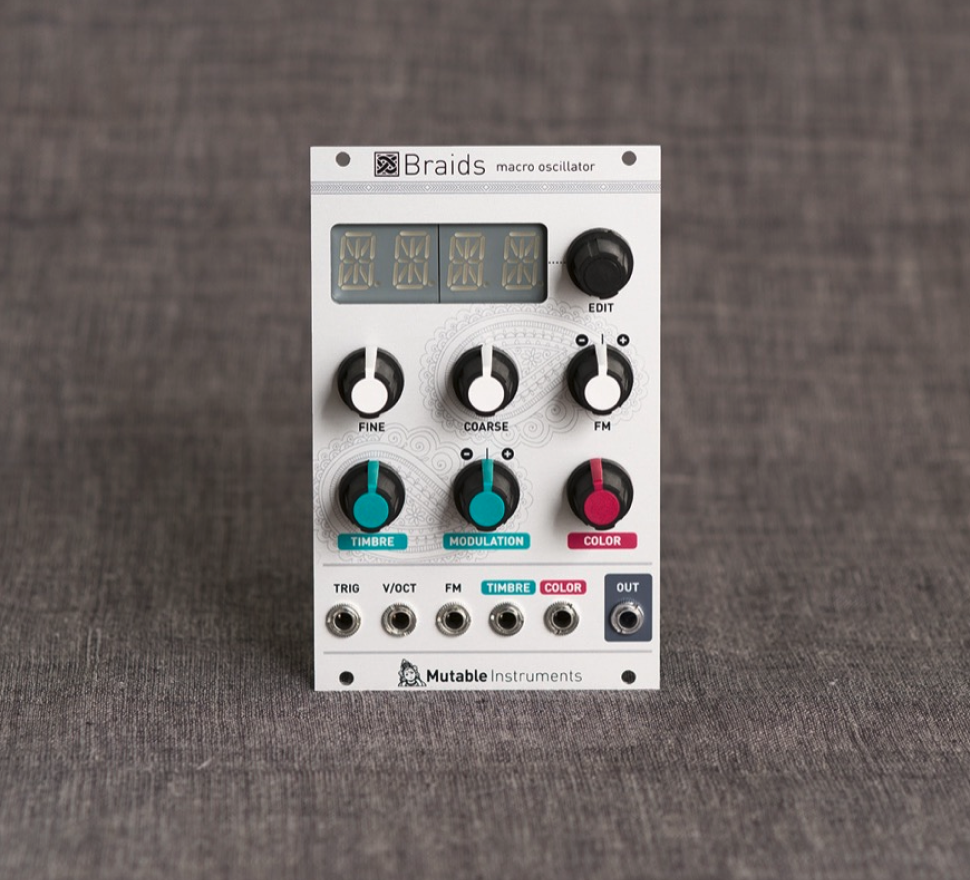 Braids macro oscillator
EDIT
FINE COARSE FM
TIMBRE MODULATION COLOR
TRIG V/OCT FM TIMBRE COLOR OUT
Mutable Instruments